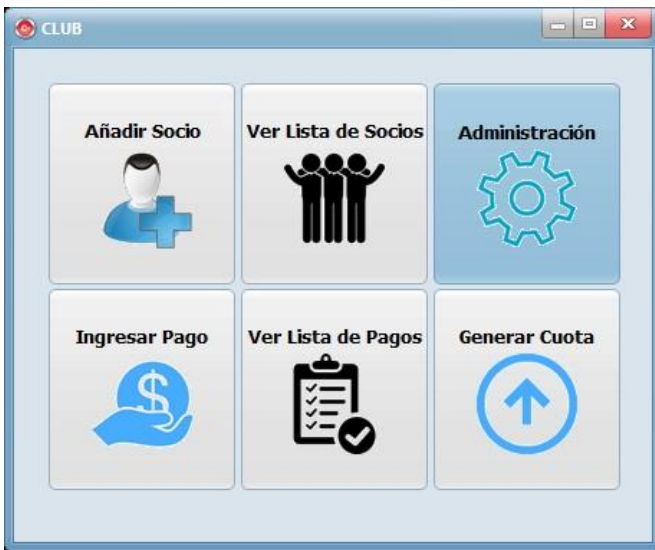 CLUB
Añadir Socio
Ver Lista de Socios
Administración
Ingresar Pago
Ver Lista de Pagos
Generar Cuota
$